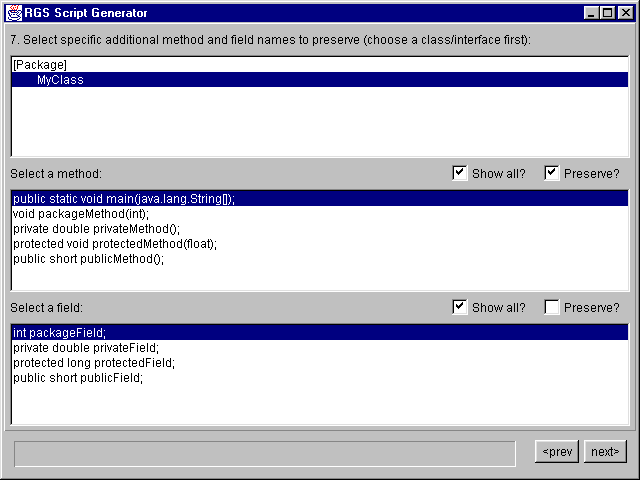 RGS Script Generator
7. Select specific additional method and field names to preserve (choose a class/interface first):
[Package]
MyClass
Select a method: Show all? Preserve?
public static void main(java.lang.String[]);
void packageMethod(int);
private double privateMethod();
protected void protectedMethod(float);
public short publicMethod();
Select a field: Show all? Preserve?
int packageField;
private double privateField;
protected long protectedField;
public short publicField;
<prev next>